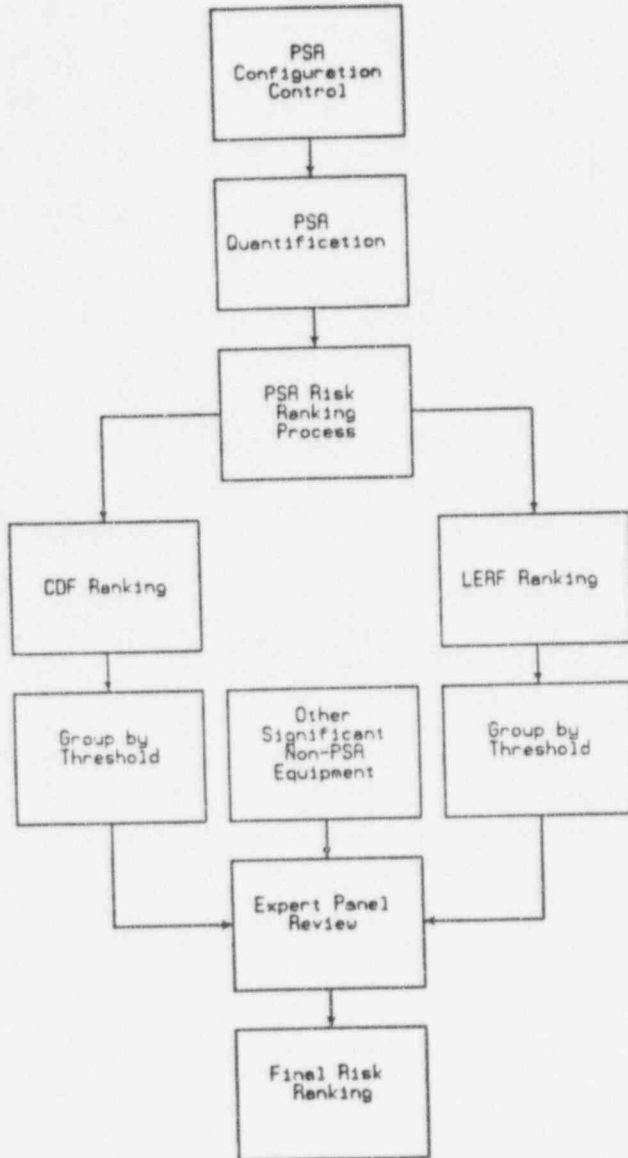 PSA
Configuration
Control
PSA
Quantification
PSA Risk
Ranking
Process
CDF Ranking
LERF Ranking
Group by
Threshold
Other
Significant
Non-PSA
Equipment
Group by
Threshold
Expert Panel
Review
Final Risk
Ranking